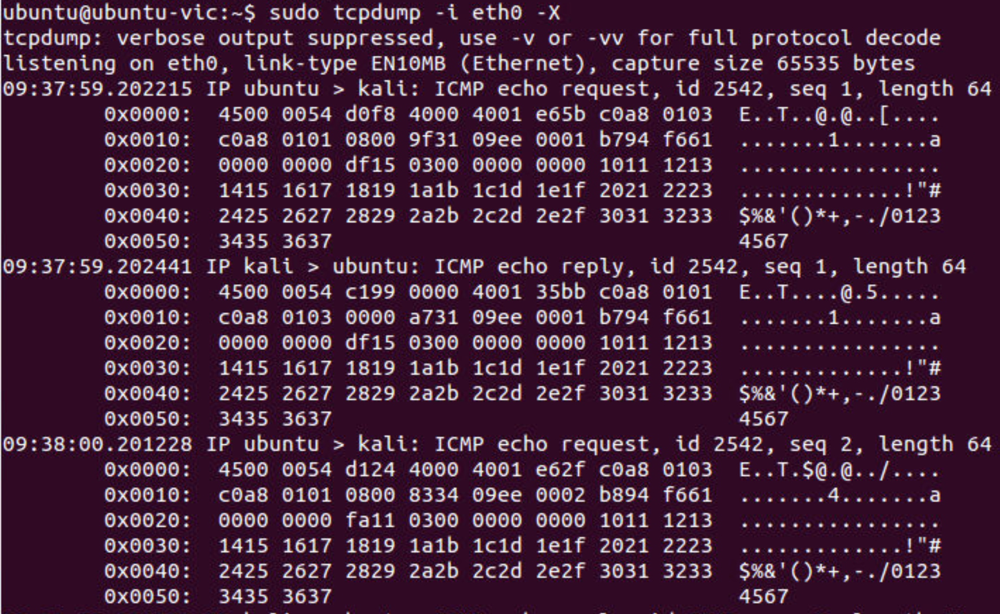 ubuntu@ubuntu-vic:~$ sudo tcpdump -i eth0 -X
tcpdump: verbose output suppressed, use -v or -vv for full protocol decode
listening on eth0, link-type EN10MB (Ethernet), capture size 65535 bytes
09:37:59.202215 IP ubuntu > kali: ICMP echo request, id 2542, seq 1, length 64
        0x0000:  4500 0054 d0f8 4000 4001 e65b c0a8 0103  E..T..@.@..[....
        0x0010:  c0a8 0101 0800 9f31 09ee 0001 b794 f661  .......1.......a
        0x0020:  0000 0000 df15 0300 0000 0000 1011 1213  ................
        0x0030:  1415 1617 1819 1a1b 1c1d 1e1f 2021 2223  .............!"#
        0x0040:  2425 2627 2829 2a2b 2c2d 2e2f 3031 3233  $%&'()*+,-./0123
        0x0050:  3435 3637                                4567
09:37:59.202441 IP kali > ubuntu: ICMP echo reply, id 2542, seq 1, length 64
        0x0000:  4500 0054 c199 0000 4001 35bb c0a8 0101  E..T....@.5.....
        0x0010:  c0a8 0103 0000 a731 09ee 0001 b794 f661  .......1.......a
        0x0020:  0000 0000 df15 0300 0000 0000 1011 1213  ................
        0x0030:  1415 1617 1819 1a1b 1c1d 1e1f 2021 2223  .............!"#
        0x0040:  2425 2627 2829 2a2b 2c2d 2e2f 3031 3233  $%&'()*+,-./0123
        0x0050:  3435 3637                                4567
09:38:00.201228 IP ubuntu > kali: ICMP echo request, id 2542, seq 2, length 64
        0x0000:  4500 0054 d124 4000 4001 e62f c0a8 0103  E..T.$@.@../....
        0x0010:  c0a8 0101 0800 8334 09ee 0002 b894 f661  .......4.......a
        0x0020:  0000 0000 fa11 0300 0000 0000 1011 1213  ................
        0x0030:  1415 1617 1819 1a1b 1c1d 1e1f 2021 2223  .............!"#
        0x0040:  2425 2627 2829 2a2b 2c2d 2e2f 3031 3233  $%&'()*+,-./0123
        0x0050:  3435 3637                                4567